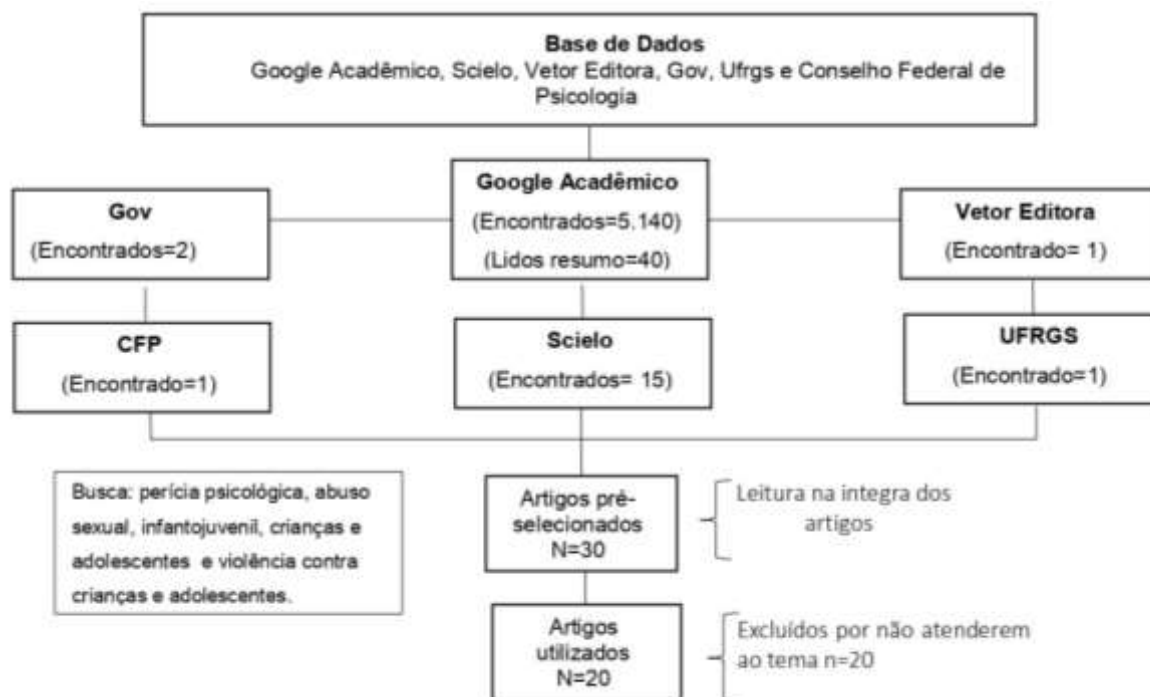 Base de Dados
Google Acadêmico, Scielo, Vetor Editora, Gov, Ufrgs e Conselho Federal de
Psicologia
Gov
(Encontrados=2)
Google Acadêmico
(Encontrados=5.140)
(Lidos resumo=40)
Vetor Editora
(Encontrado= 1)
CFP
(Encontrado=1)
Scielo
(Encontrados= 15)
UFRGS
(Encontrado=1)
Busca: perícia psicológica, abuso
sexual, infantojuvenil, crianças e
adolescentes e violência contra
crianças e adolescentes.
Artigos pré-
selecionados
N=30
Leitura na integra dos
artigos
Artigos
utilizados
N=20
Excluídos por não atenderem
ao tema n=20